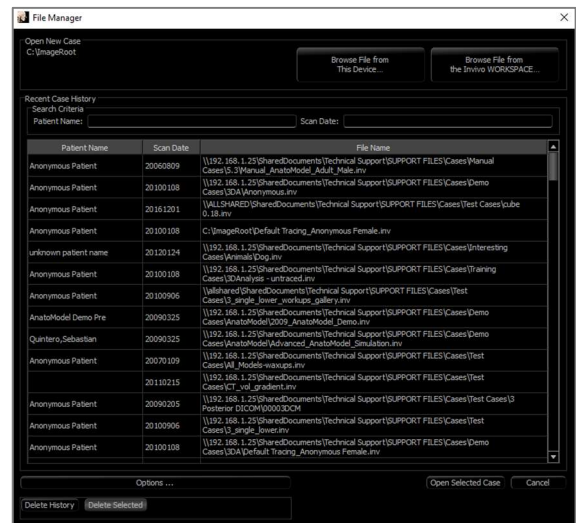 File Manager
Open New Case
C:\ImageRoot
Browse File from
This Device...
Browse File from
the Invivo WORKSPACE...
Recent Case History
Search Criteria
Patient Name:
Scan Date:
Patient Name Scan Date File Name
Anonymous Patient 20060809 \\192.168.1.25\SharedDocuments\Technical Support\SUPPORT FILES\Cases\Manual
Cases\5.3\Manual_AnatoModel_Adult_Male.inv
Anonymous Patient 20100108 \\192.168.1.25\SharedDocuments\Technical Support\SUPPORT FILES\Cases\Demo
Cases\3DA\Anonymous.inv
Anonymous Patient 20161201 \\ALLSHARED\SharedDocuments\Technical Support\SUPPORT FILES\Cases\Test Cases\cube
0.18.inv
Anonymous Patient 20100108 C:\ImageRoot\Default Tracing_Anonymous Female.inv
unknown patient name 20120124 \\192.168.1.25\SharedDocuments\Technical Support\SUPPORT FILES\Cases\Interesting
Cases\Animals\Dog.inv
Anonymous Patient 20100108 \\192.168.1.25\SharedDocuments\Technical Support\SUPPORT FILES\Cases\Training
Cases\3DAnalysis - untraced.inv
Anonymous Patient 20100906 \\allshared\SharedDocuments\Technical Support\SUPPORT FILES\Cases\Test
Cases\3_single_lower_workups_gallery.inv
AnatoModel Demo Pre 20090325 \\192.168.1.25\SharedDocuments\Technical Support\SUPPORT FILES\Cases\Demo
Cases\AnatoModel\2009_AnatoModel_Demo.inv
Quintero,Sebastian 20090325 \\192.168.1.25\SharedDocuments\Technical Support\SUPPORT FILES\Cases\Demo
Cases\AnatoModel\Advanced_AnatoModel_Simulation.inv
Anonymous Patient 20070109 \\192.168.1.25\SharedDocuments\Technical Support\SUPPORT FILES\Cases\Test
Cases\All_Models-waxups.inv
20110215 \\192.168.1.25\SharedDocuments\Technical Support\SUPPORT FILES\Cases\Test
Cases\CT_vol_gradient.inv
Anonymous Patient 20090205 \\192.168.1.25\SharedDocuments\Technical Support\SUPPORT FILES\Cases\Test Cases\3
Posterior DICOM\00003DCM
Anonymous Patient 20100906 \\192.168.1.25\SharedDocuments\Technical Support\SUPPORT FILES\Cases\Test
Cases\3_single_lower.inv
Anonymous Patient 20100108 \\192.168.1.25\SharedDocuments\Technical Support\SUPPORT FILES\Cases\Demo
Cases\3DA\Default Tracing_Anonymous Female.inv
Options ...
Open Selected Case
Cancel
Delete History
Delete Selected